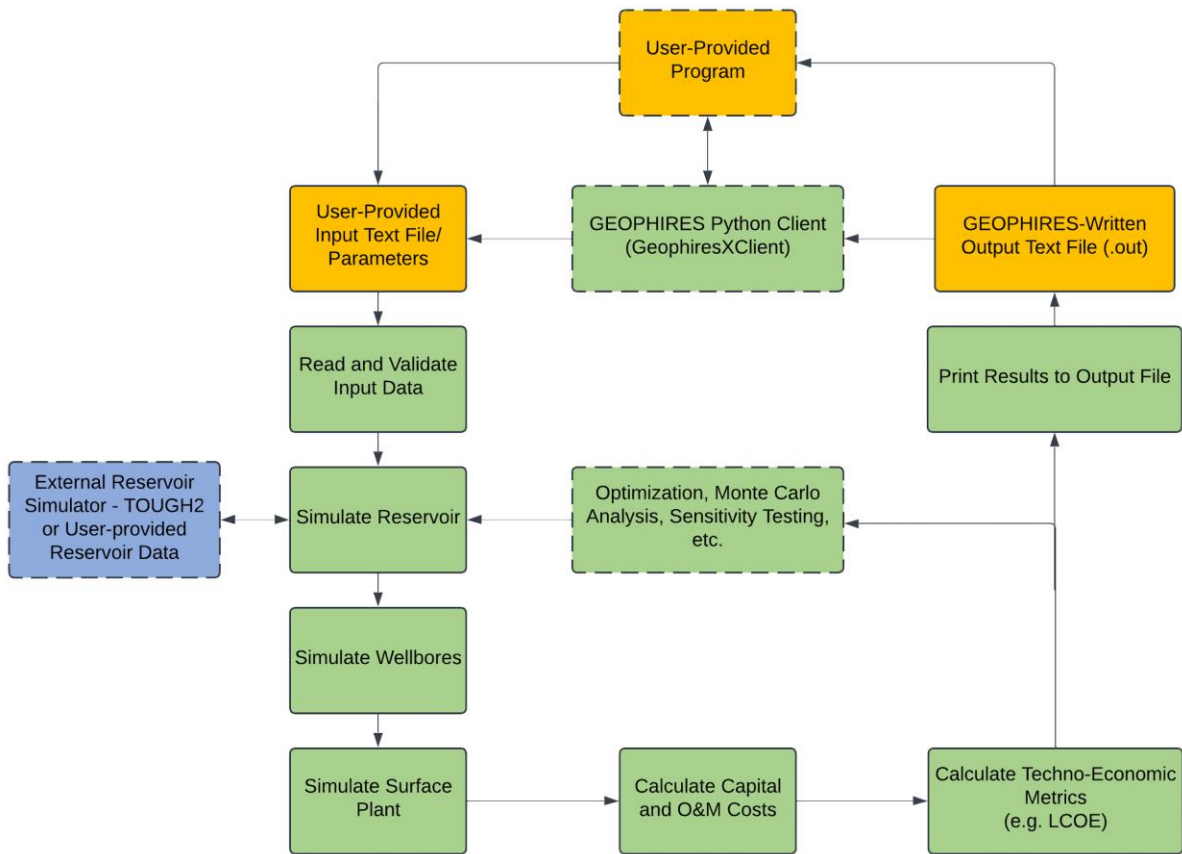 User-Provided
Program
User-Provided
Input Text File/
Parameters
GEOPHIRES Python Client
(GeophiresXClient)
GEOPHIRES-Written
Output Text File (.out)
Read and Validate
Input Data
Print Results to Output File
External Reservoir
Simulator - TOUGH2
or User-provided
Reservoir Data
Simulate Reservoir
Optimization, Monte Carlo
Analysis, Sensitivity Testing,
etc.
Simulate Wellbores
Simulate Surface
Plant
Calculate Capital
and O&M Costs
Calculate Techno-Economic
Metrics
(e.g. LCOE)